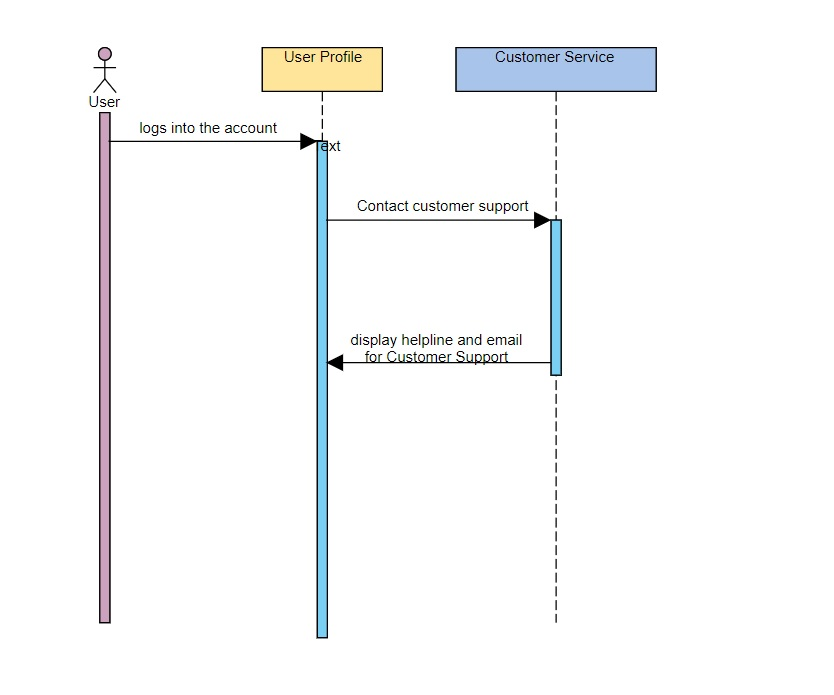 User Profile
Customer Service
User
logs into the account
ext
Contact customer support
display helpline and email
for Customer Support